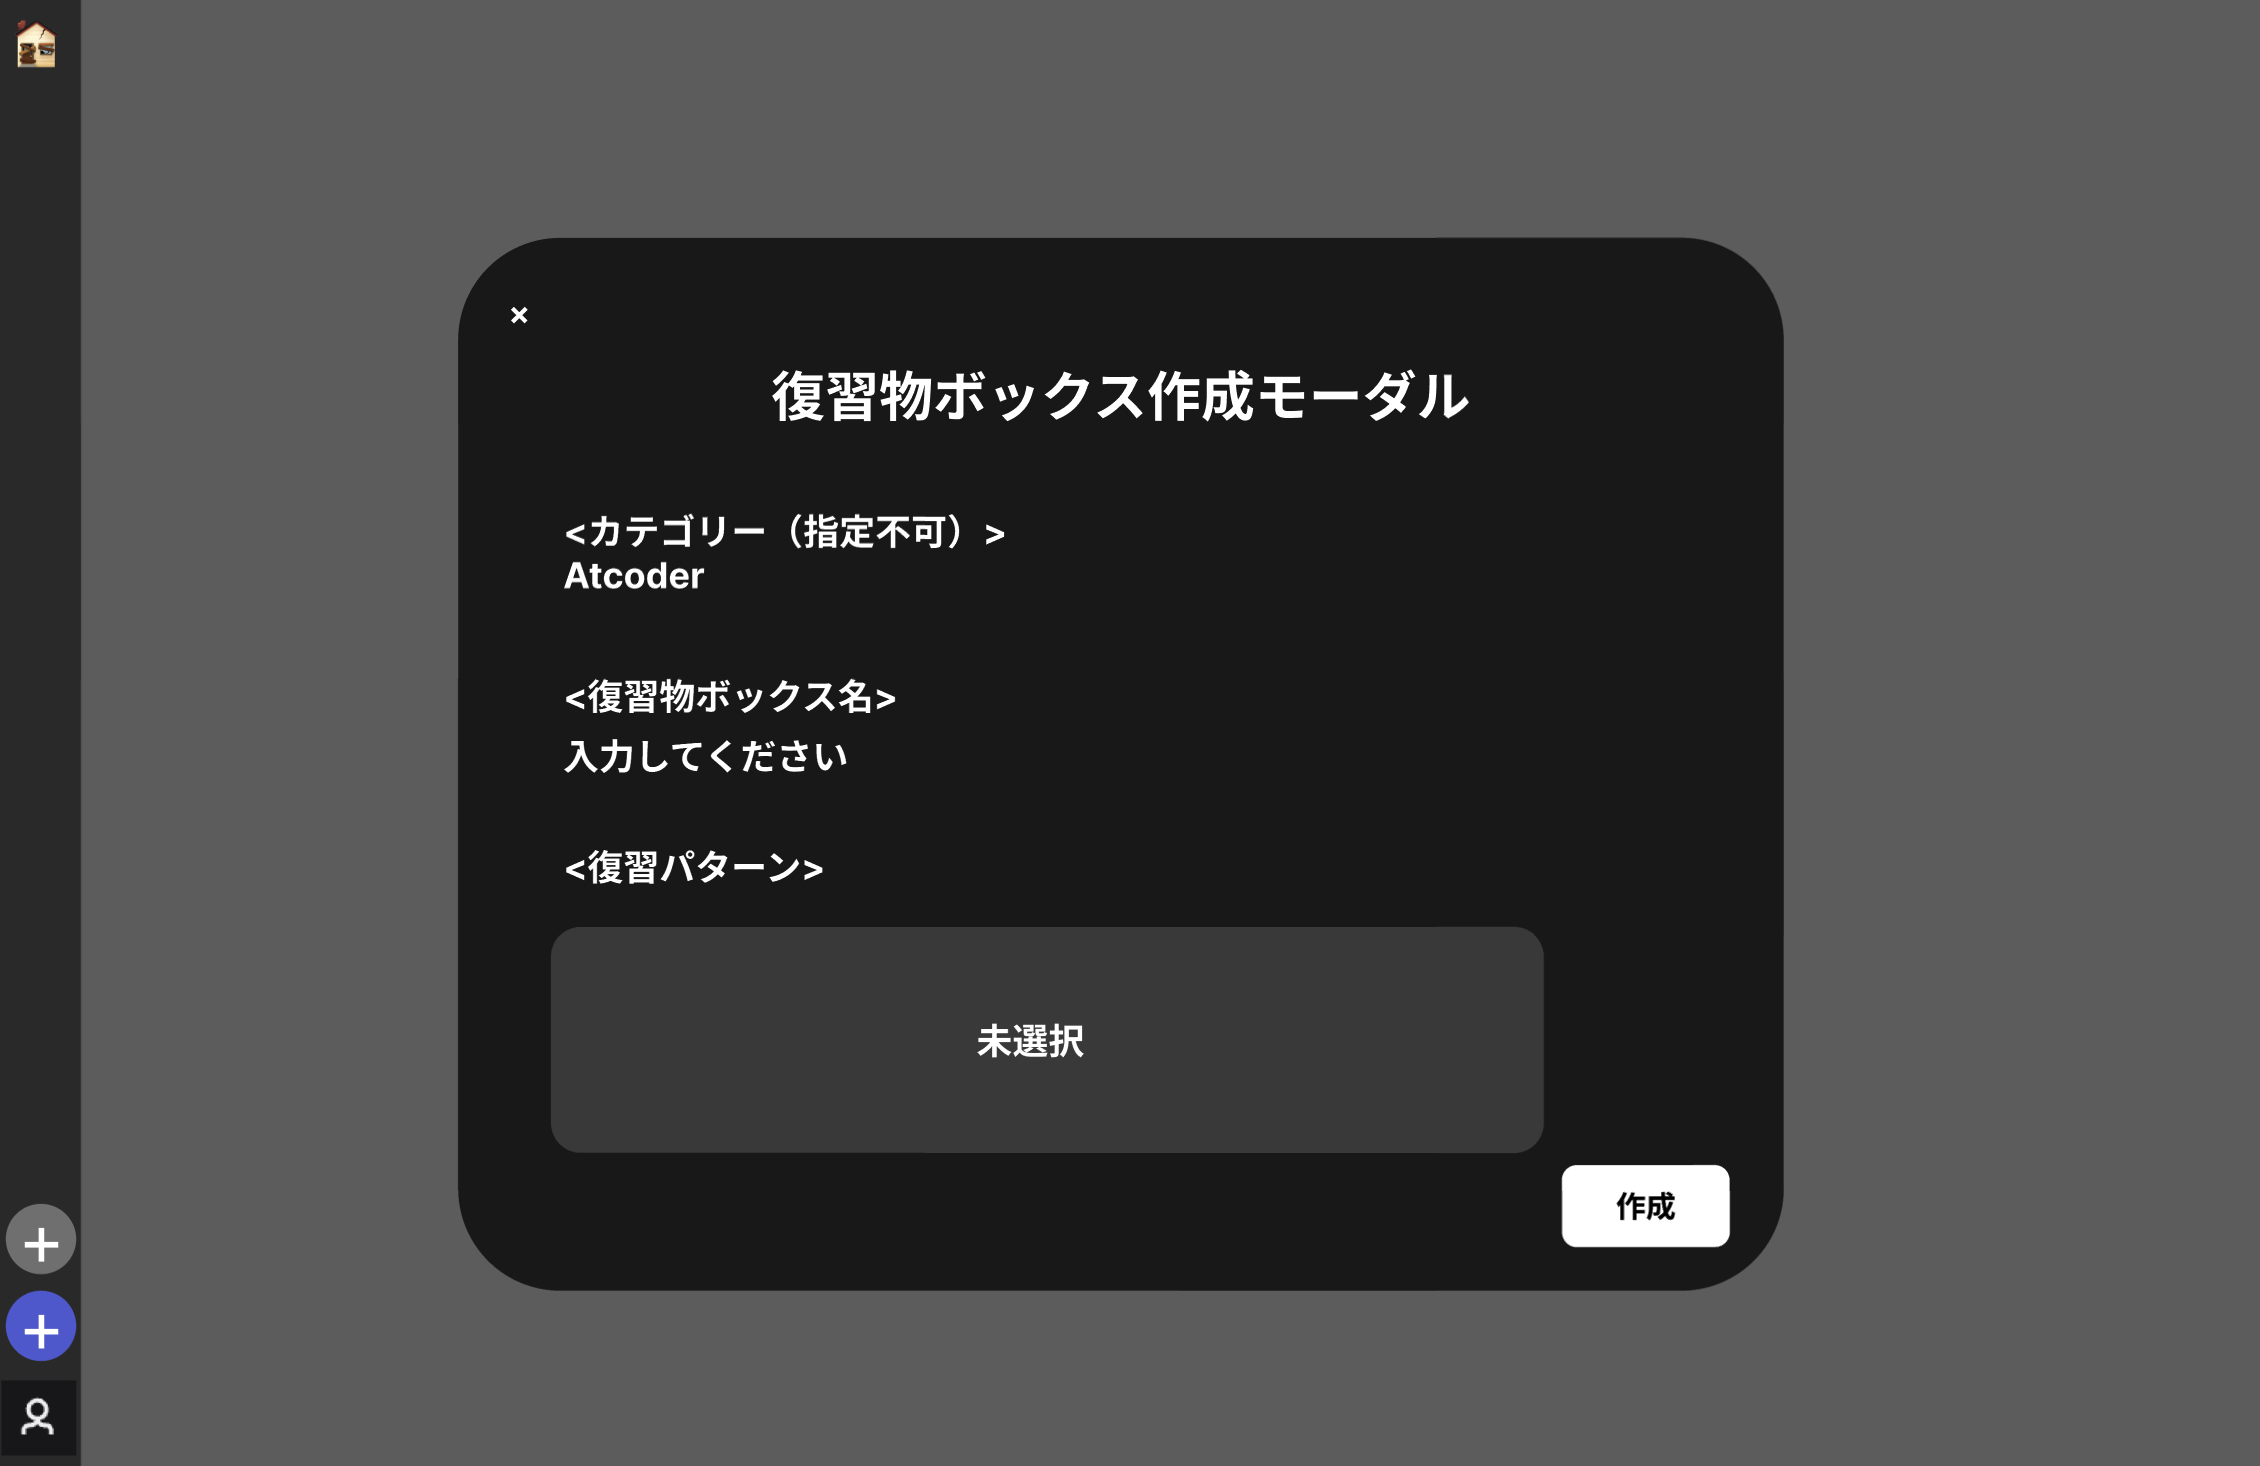 ×
復習物ボックス作成モーダル
<カテゴリー（指定不可）>
Atcoder
<復習物ボックス名>
入力してください
<復習パターン>
未選択
作成
+
+